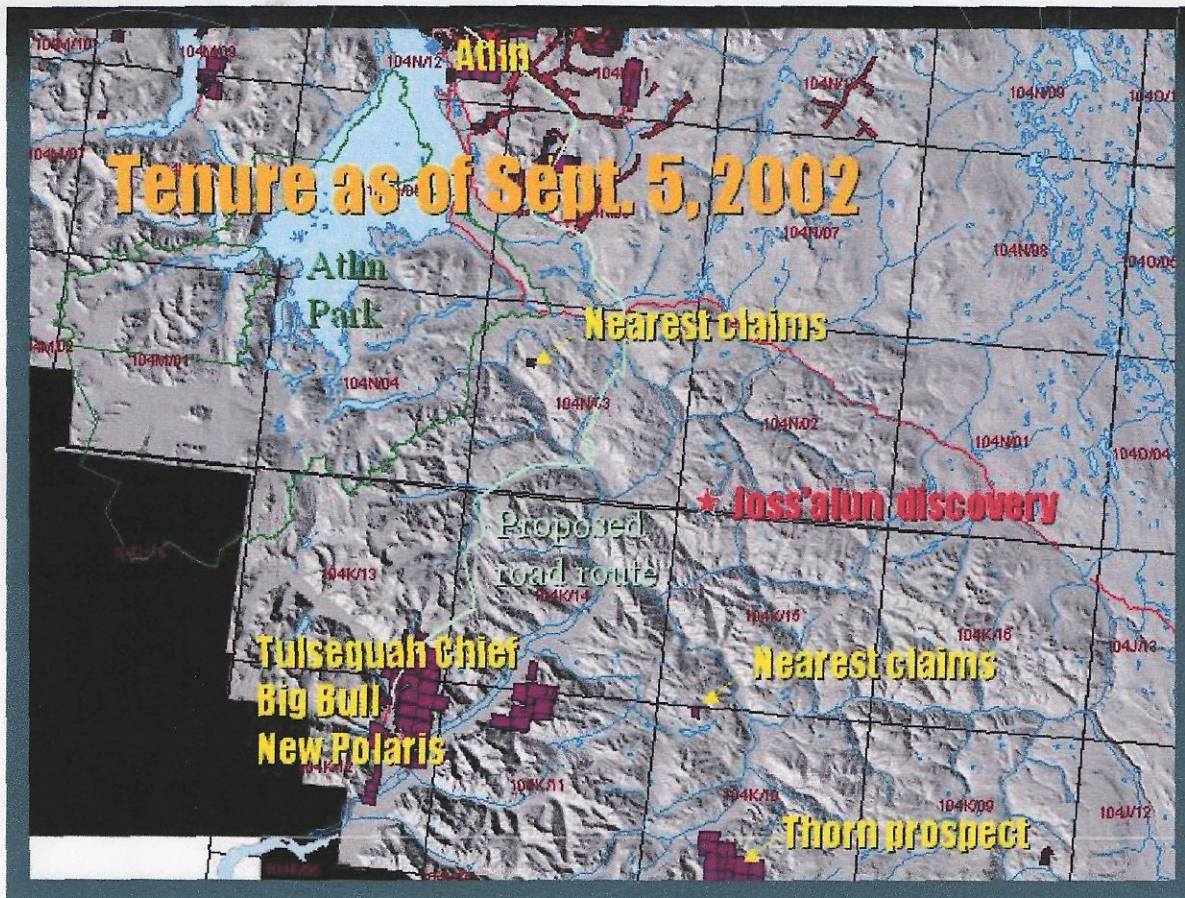 104M/10
104M/09
104N/12
Atlin
104N/09
Tenure as of Sept. 5, 2002
104N/07
104N/08
Atlin
Park
Nearest claims
104M/01
104N/04
104N/02
104N/01
104O/04
Joss'alun discovery
Proposed
road route
104K/13
104K/14
104K/15
104K/16
104J/13
Tulsequah Chief
Big Bull
New Polaris
Nearest claims
104K/11
104K/10
104K/09
104J/12
Thorn prospect